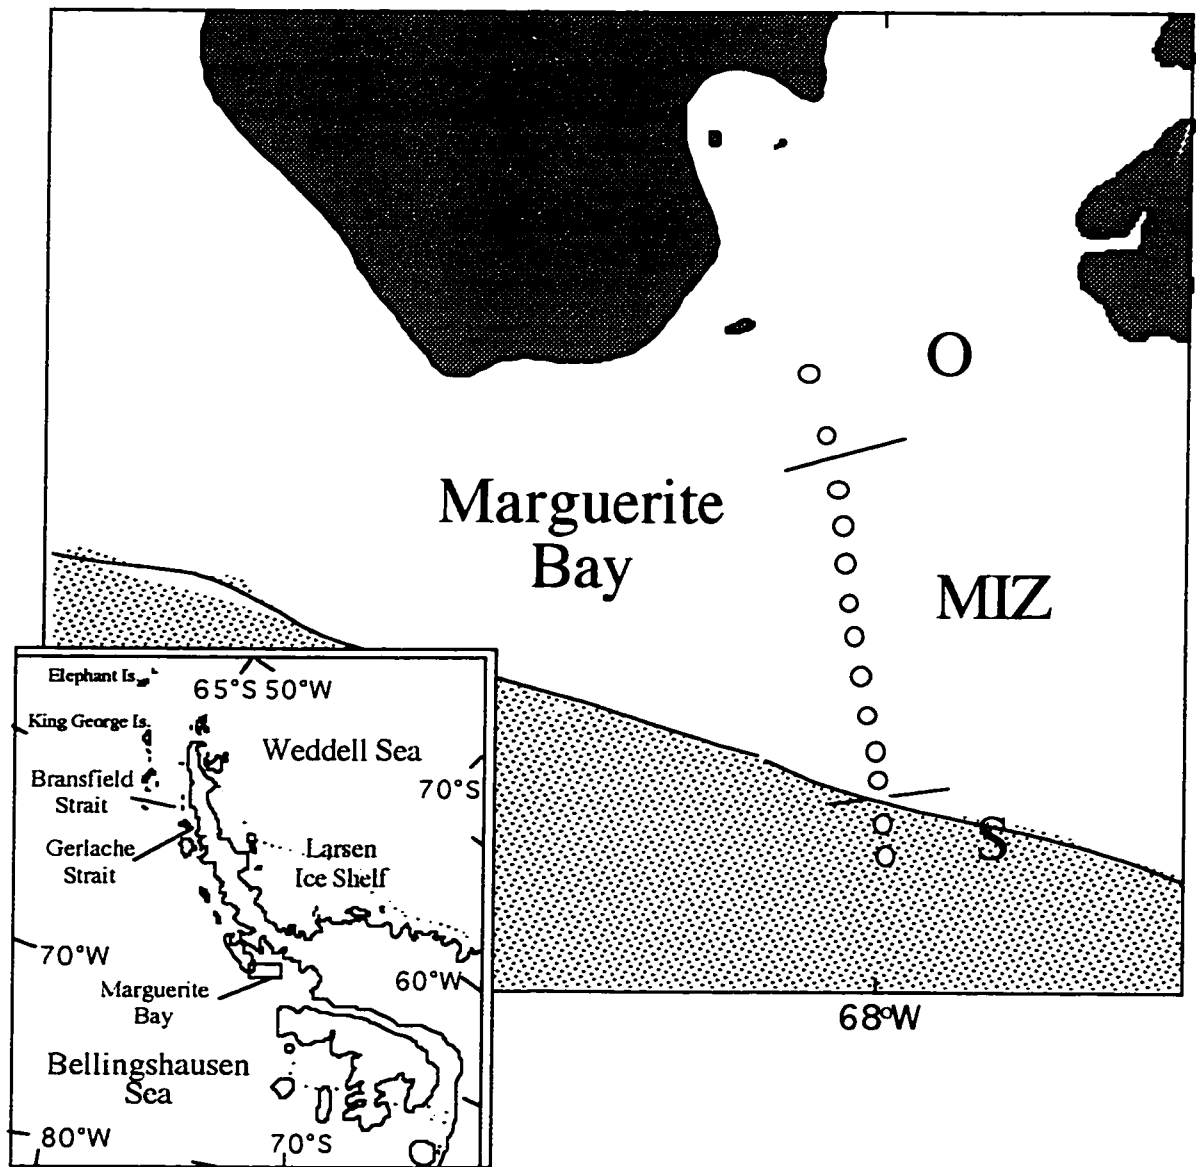 O
Marguerite
Bay
MIZ
S
68°W
Elephant Is.
65°S 50°W
King George Is.
Weddell Sea
Bransfield
Strait
70°S
Gerlache
Strait
Larsen
Ice Shelf
70°W
60°W
Marguerite
Bay
Bellingshausen
Sea
80°W
70°S